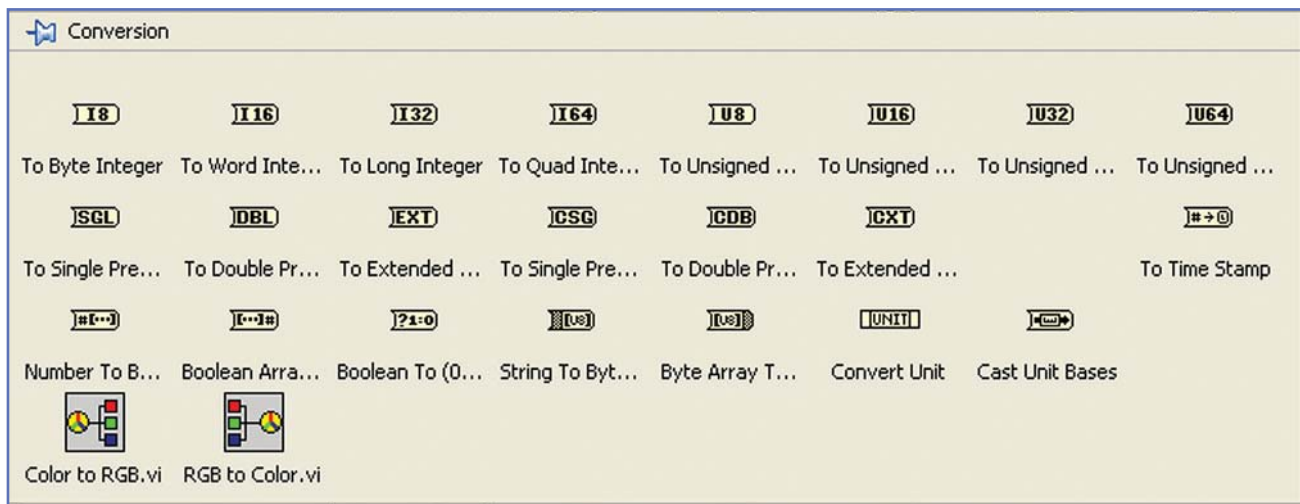 Conversion
I8 I16 I32 I64 U8 U16 U32 U64
To Byte Integer To Word Inte... To Long Integer To Quad Inte... To Unsigned ... To Unsigned ... To Unsigned ... To Unsigned ...
SGL DBL EXT CSG CDB CXT #→
To Single Pre... To Double Pr... To Extended ... To Single Pre... To Double Pr... To Extended ... To Time Stamp
#[...] [...]# ?1:0 [U8] [U8] UNIT
Number To B... Boolean Arra... Boolean To (0... String To Byt... Byte Array T... Convert Unit Cast Unit Bases
Color to RGB.vi RGB to Color.vi